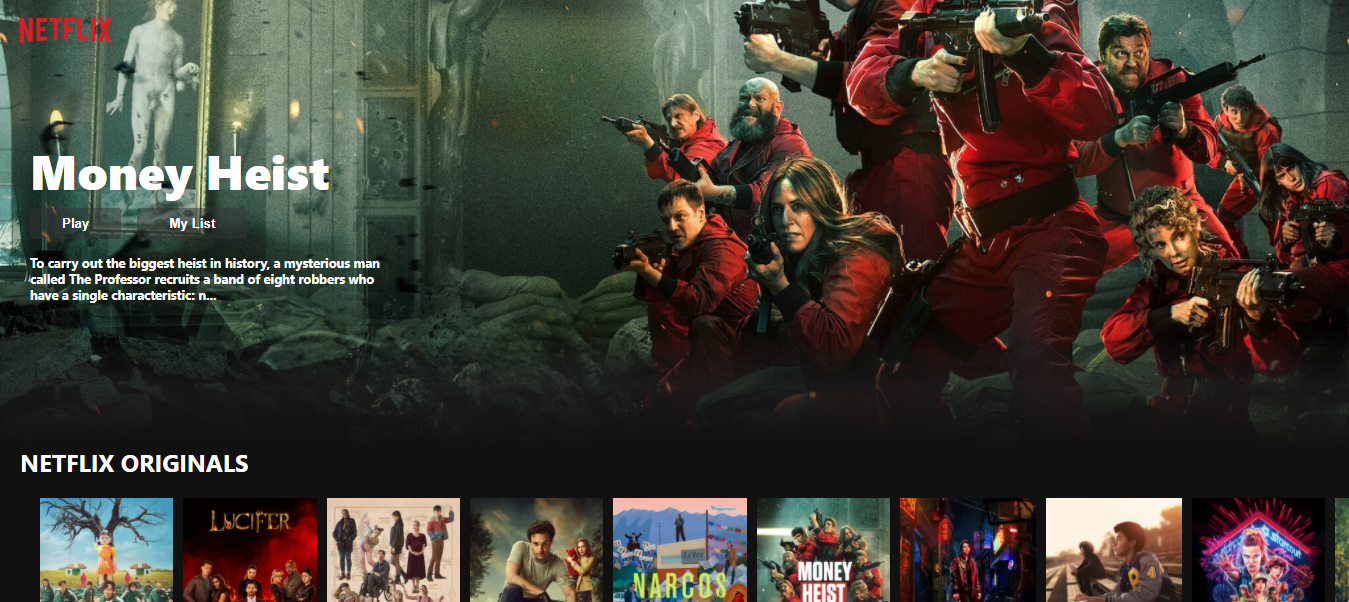 NETFLIX
Money Heist
Play
My List
To carry out the biggest heist in history, a mysterious man
called The Professor recruits a band of eight robbers who
have a single characteristic: n...
NETFLIX ORIGINALS
LUCIFER
NARCOS
MONEY
HEIST